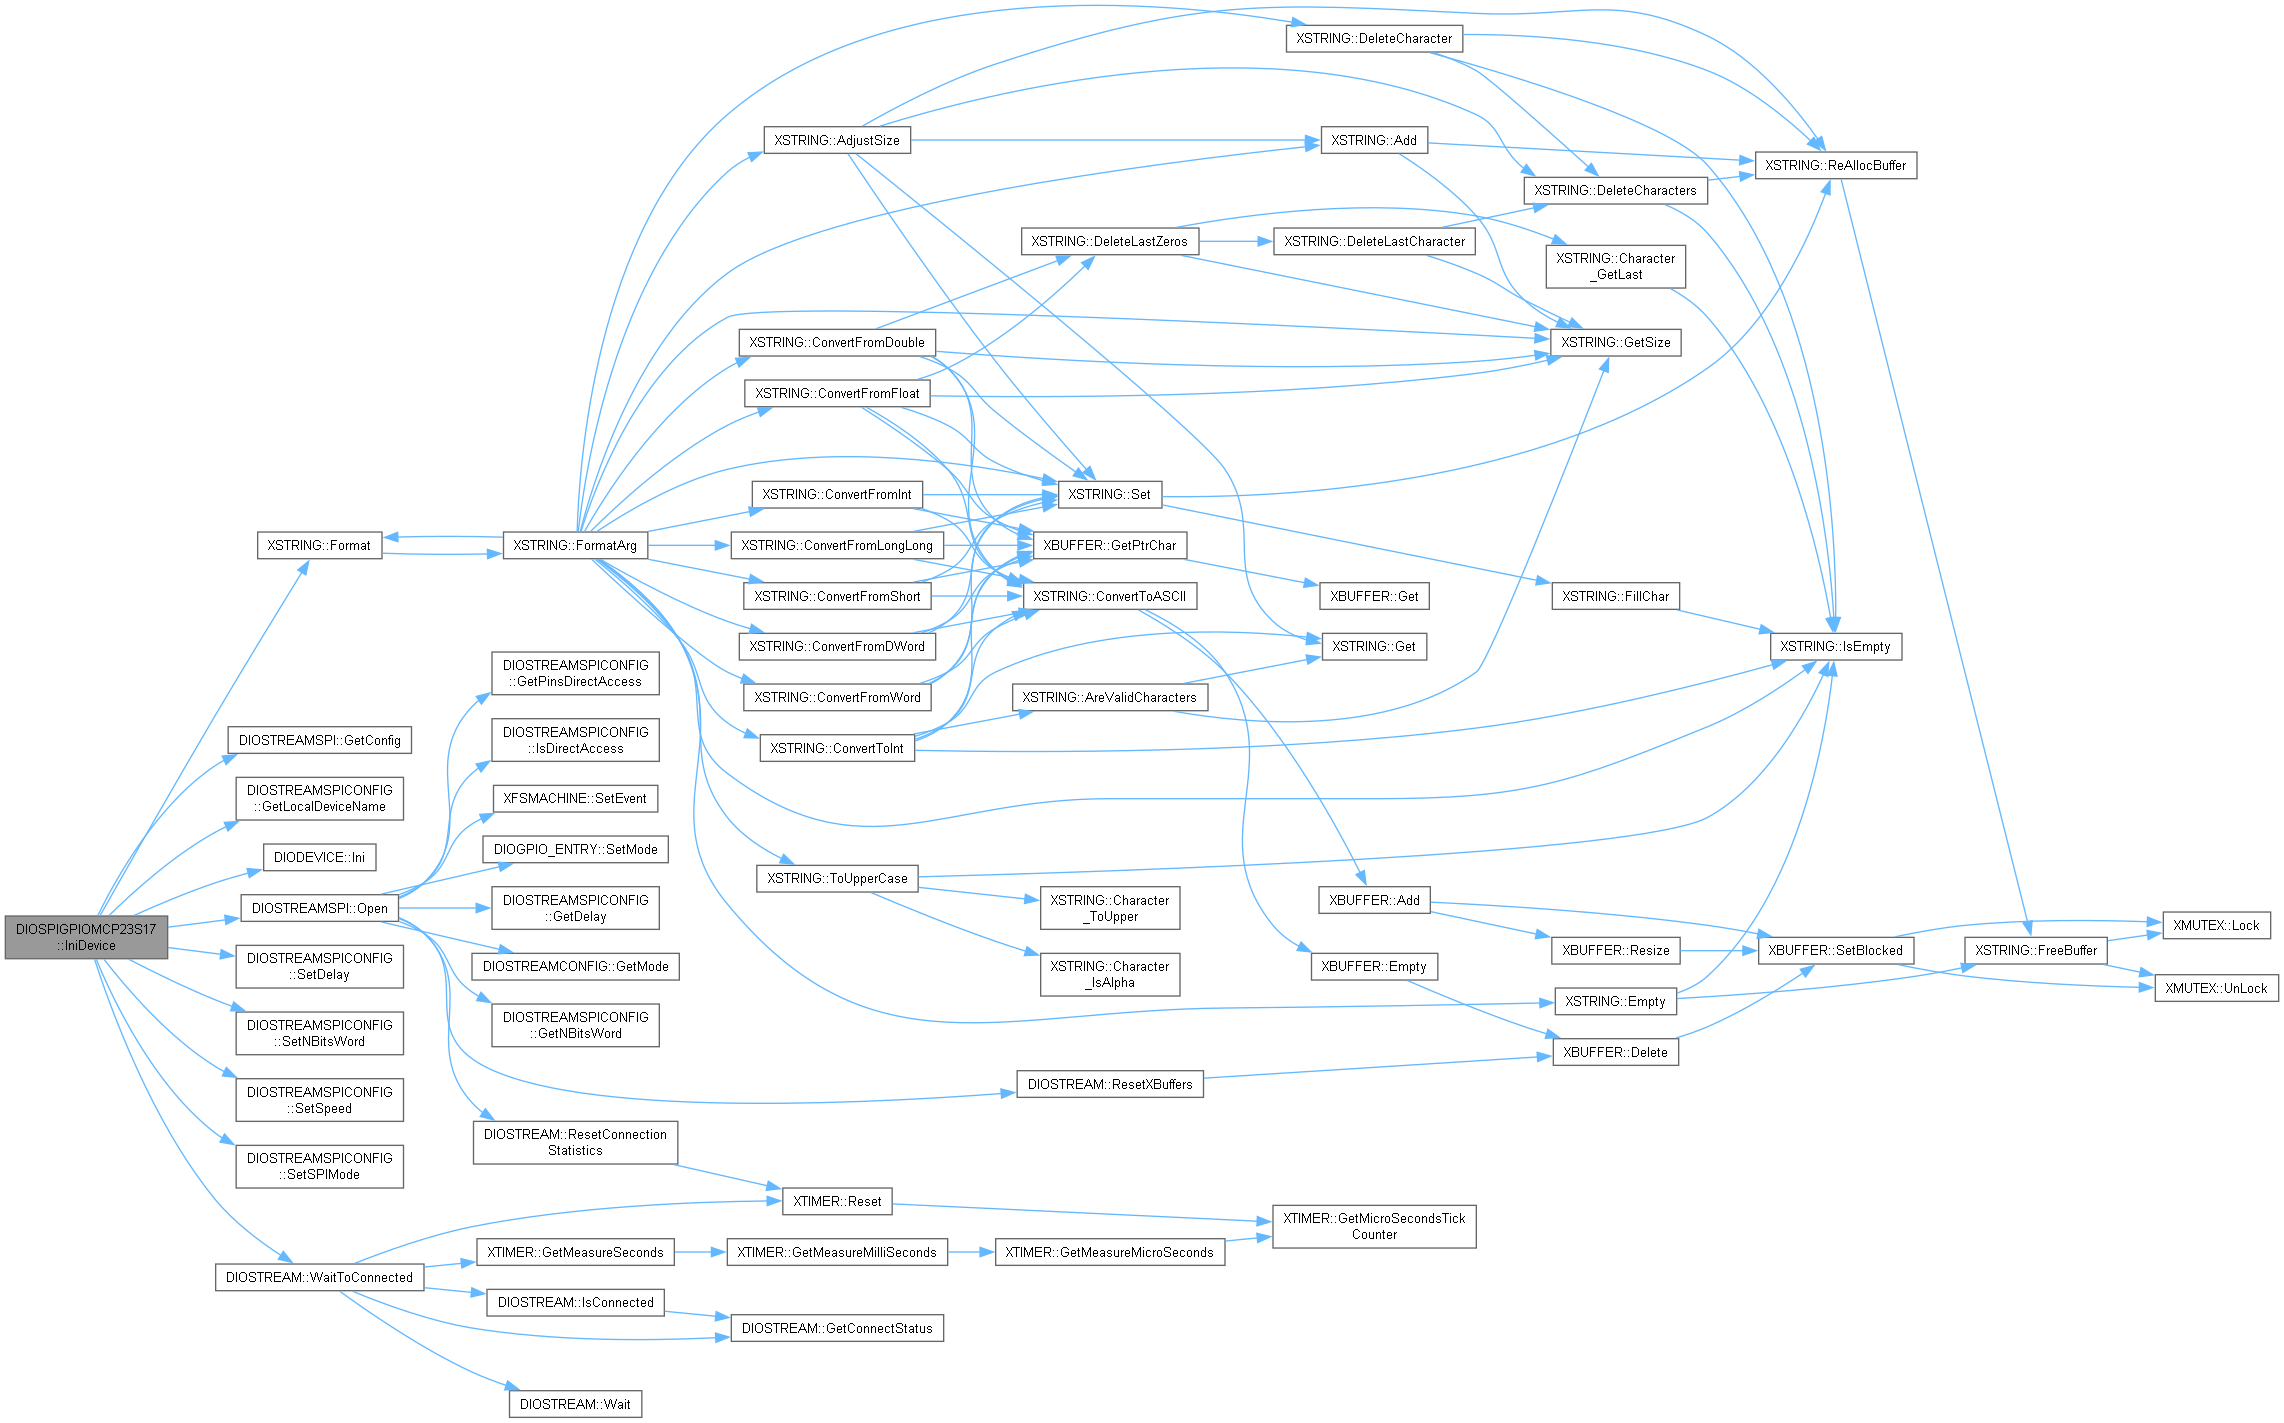 DIOSPIGPIOMCP23S17
::IniDevice
XSTRING::Format
DIOSTREAMSPI::GetConfig
DIOSTREAMSPICONFIG
::GetLocalDeviceName
DIODEVICE::Ini
DIOSTREAMSPI::Open
DIOSTREAMSPICONFIG
::SetDelay
DIOSTREAMSPICONFIG
::SetNBitsWord
DIOSTREAMSPICONFIG
::SetSpeed
DIOSTREAMSPICONFIG
::SetSPIMode
DIOSTREAM::WaitToConnected
XSTRING::FormatArg
DIOSTREAMSPICONFIG
::GetPinsDirectAccess
DIOSTREAMSPICONFIG
::IsDirectAccess
XFSMACHINE::SetEvent
DIOGPIO_ENTRY::SetMode
DIOSTREAMSPICONFIG
::GetDelay
DIOSTREAMCONFIG::GetMode
DIOSTREAMSPICONFIG
::GetNBitsWord
DIOSTREAM::ResetConnection
Statistics
XTIMER::GetMeasureSeconds
DIOSTREAM::IsConnected
DIOSTREAM::Wait
XSTRING::AdjustSize
XSTRING::ConvertFromDouble
XSTRING::ConvertFromFloat
XSTRING::ConvertFromInt
XSTRING::ConvertFromLongLong
XSTRING::ConvertFromShort
XSTRING::ConvertFromDWord
XSTRING::ConvertFromWord
XSTRING::ConvertToInt
XSTRING::ToUpperCase
XTIMER::Reset
XTIMER::GetMeasureMilliSeconds
DIOSTREAM::GetConnectStatus
XSTRING::DeleteLastZeros
XSTRING::Set
XBUFFER::GetPtrChar
XSTRING::ConvertToASCII
XSTRING::AreValidCharacters
XSTRING::Character
_ToUpper
XSTRING::Character
_IsAlpha
DIOSTREAM::ResetXBuffers
XTIMER::GetMeasureMicroSeconds
XSTRING::DeleteCharacter
XSTRING::Add
XSTRING::DeleteLastCharacter
XBUFFER::Get
XSTRING::Get
XBUFFER::Add
XBUFFER::Empty
XTIMER::GetMicroSecondsTick
Counter
XSTRING::DeleteCharacters
XSTRING::Character
_GetLast
XSTRING::GetSize
XSTRING::FillChar
XBUFFER::Resize
XSTRING::Empty
XBUFFER::Delete
XSTRING::ReAllocBuffer
XSTRING::IsEmpty
XBUFFER::SetBlocked
XSTRING::FreeBuffer
XMUTEX::Lock
XMUTEX::UnLock